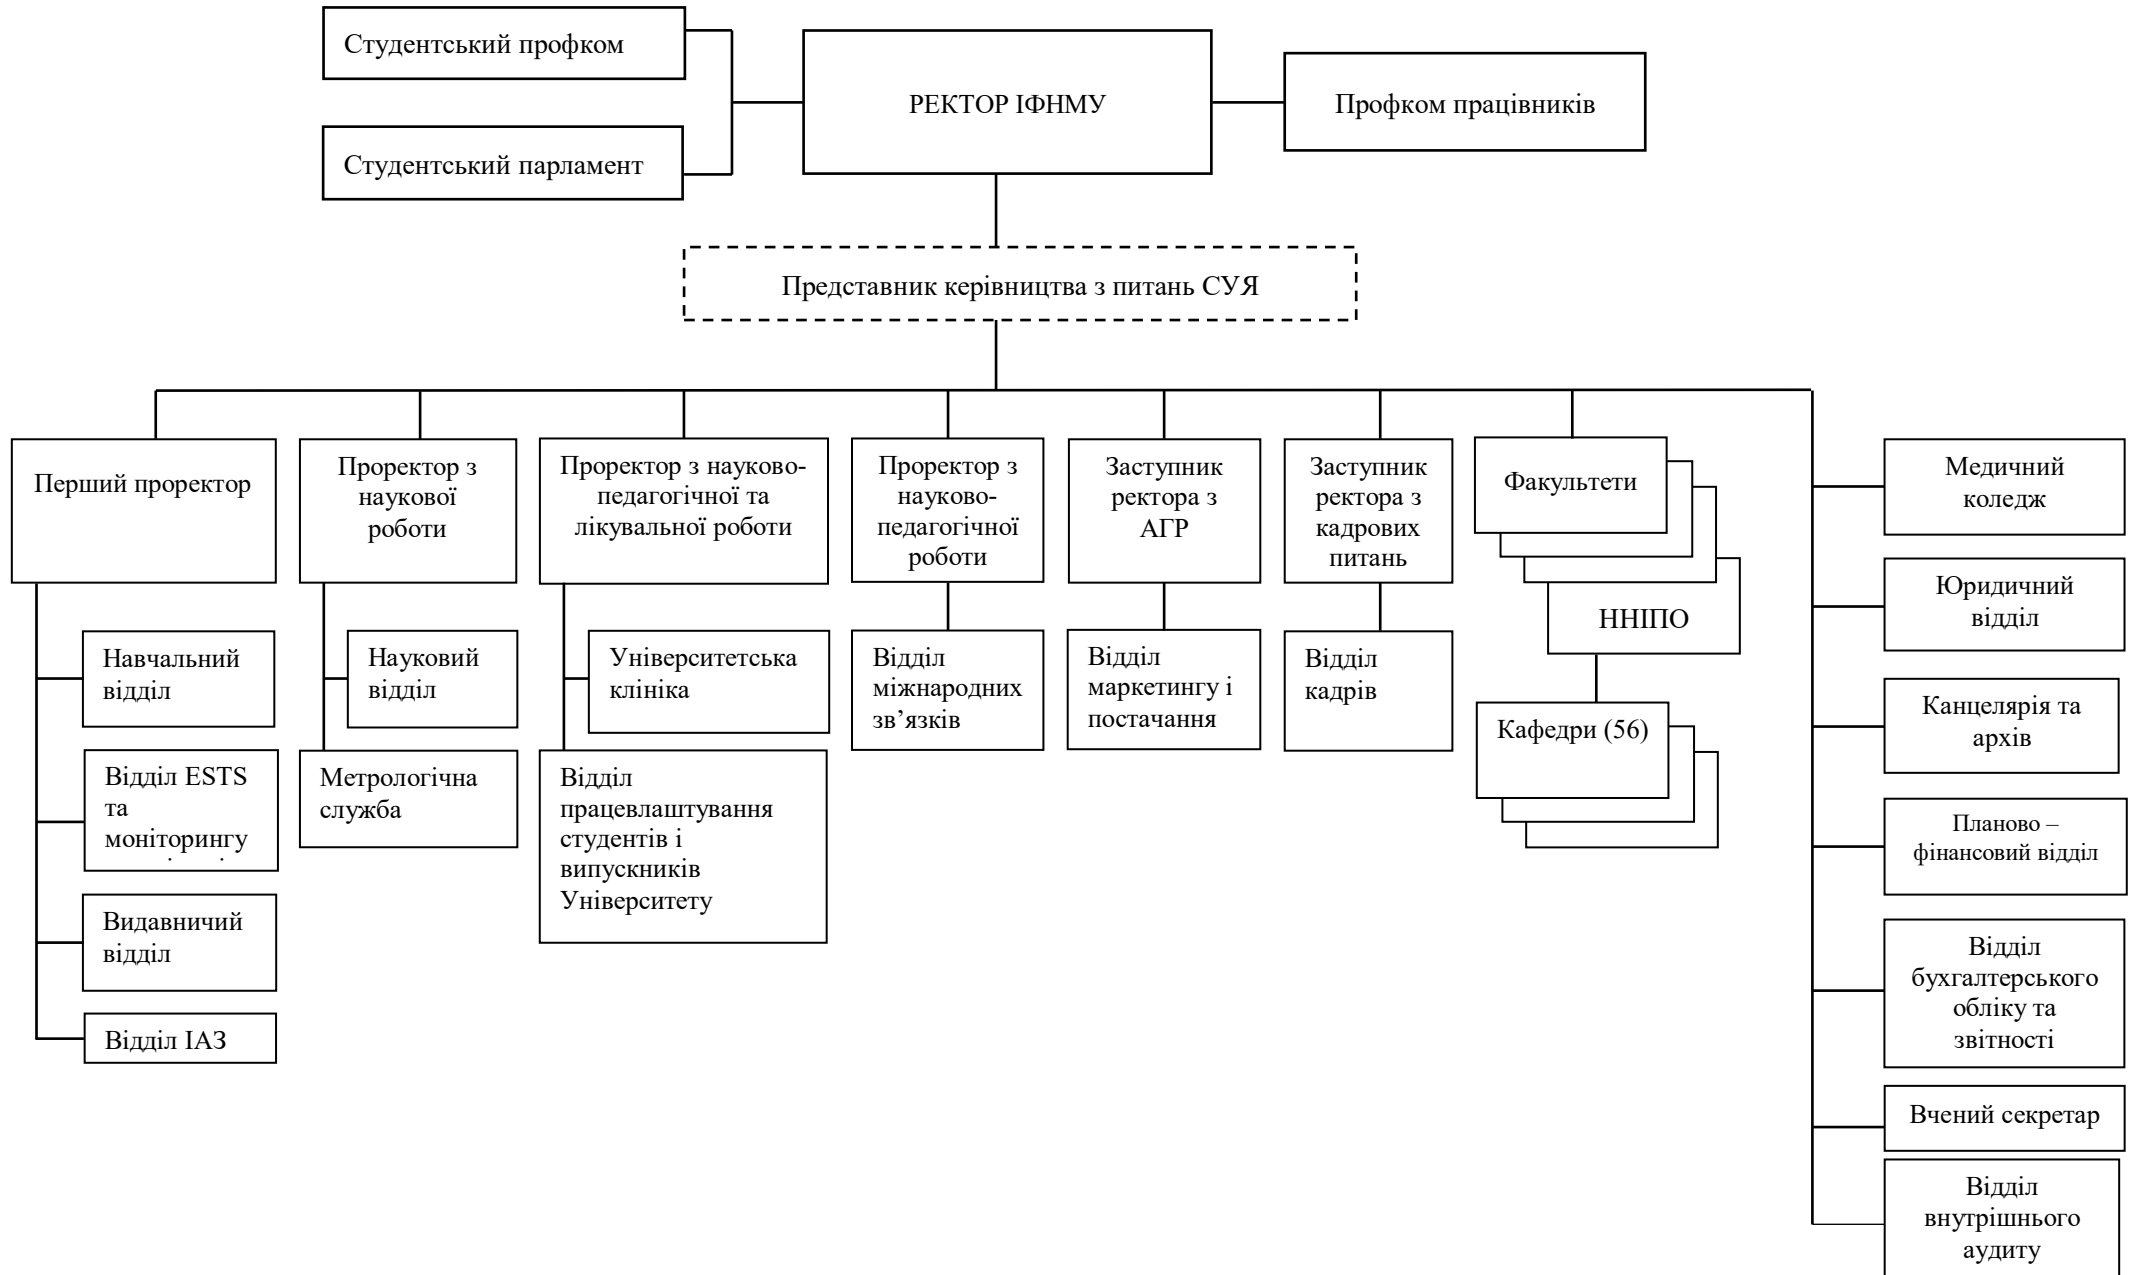 Студентський профком
РЕКТОР ІФНМУ
Профком працівників
Студентський парламент
Представник керівництва з питань СУЯ
Перший проректор
Проректор з
наукової
роботи
Проректор з науково-
педагогічної та
лікувальної роботи
Проректор з
науково-
педагогічної
роботи
Заступник
ректора з
АГР
Заступник
ректора з
кадрових
питань
Факультети
ННІПО
Медичний
коледж
Юридичний
відділ
Навчальний
відділ
Науковий
відділ
Університетська
клініка
Відділ
міжнародних
зв’язків
Відділ
маркетингу і
постачання
Відділ
кадрів
Кафедри (56)
Канцелярія та
архів
Відділ ESTS
та
моніторингу
Метрологічна
служба
Відділ
працевлаштування
студентів і
випускників
Університету
Планово –
фінансовий відділ
Видавничий
відділ
Відділ
бухгалтерського
обліку та
звітності
Відділ ІАЗ
Вчений секретар
Відділ
внутрішнього
аудиту